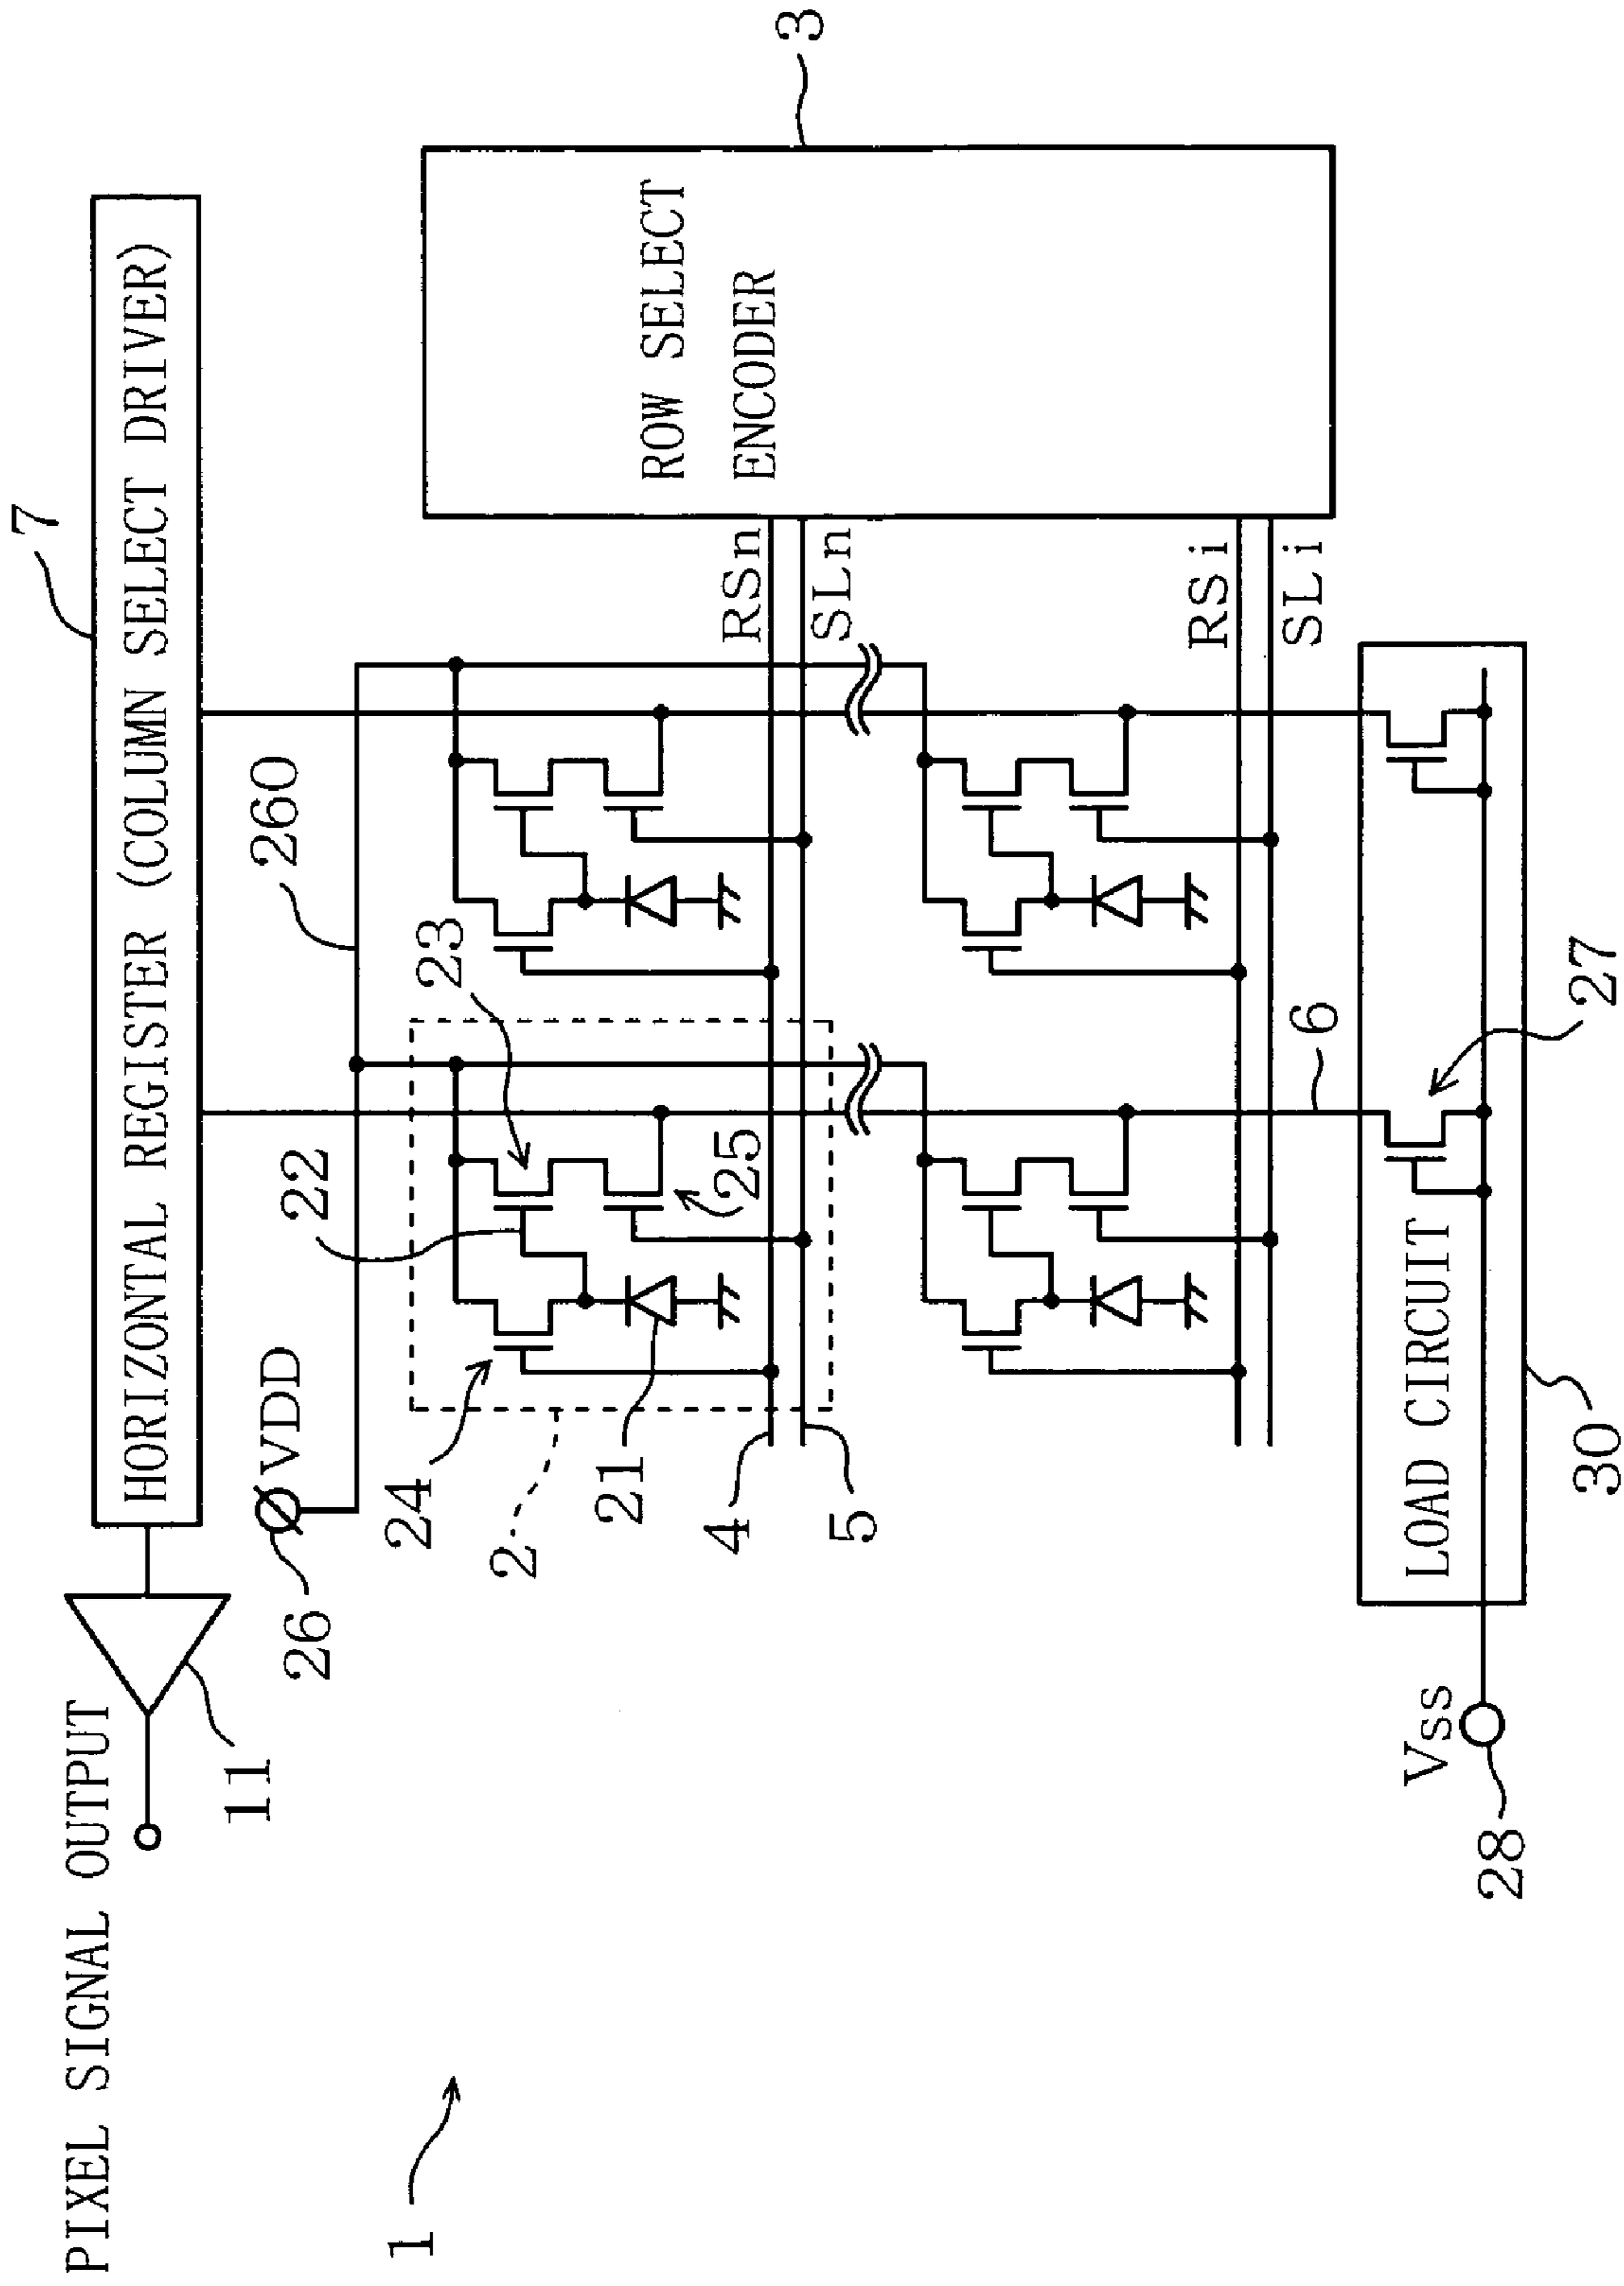 7
HORIZONTAL REGISTER (COLUMN SELECT DRIVER)
PIXEL SIGNAL OUTPUT
11
26
VDD
260
22
23
24
2
21
25
4
5
RSn
SLn
ROW SELECT
ENCODER
3
RSi
SLi
6
27
LOAD CIRCUIT
30
Vss
28
1